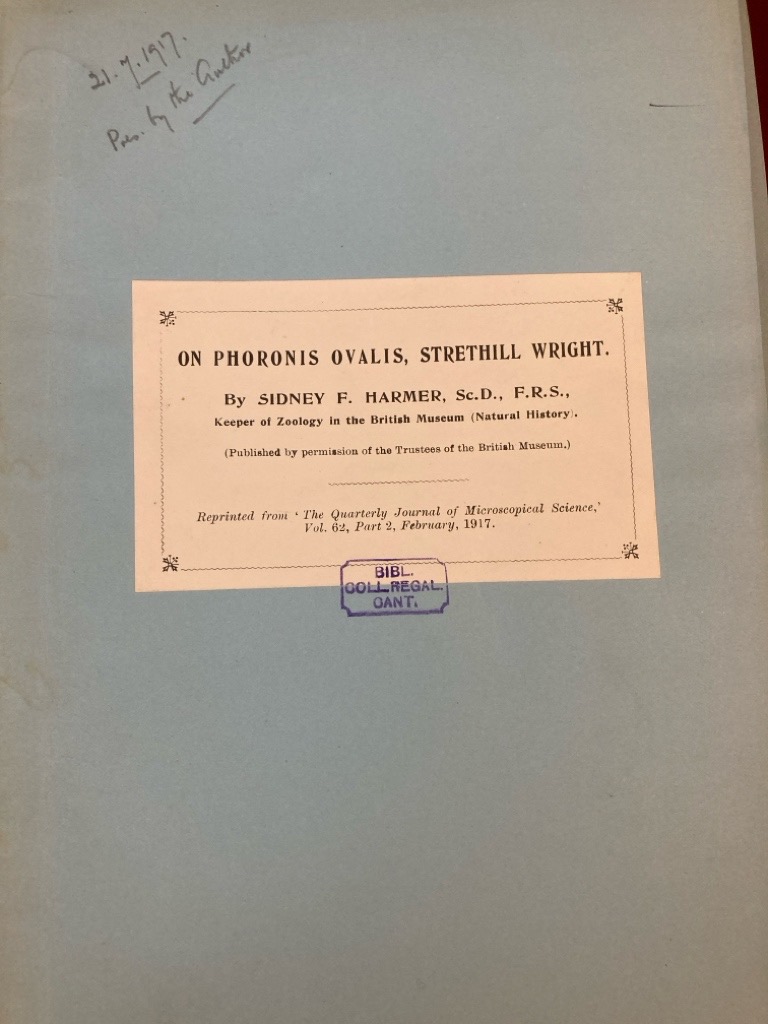 21.7.1917.
Pres. by the Author
ON PHORONIS OVALIS, STRETHILL WRIGHT.
By SIDNEY F. HARMER, Sc.D., F.R.S.,
Keeper of Zoology in the British Museum (Natural History).
(Published by permission of the Trustees of the British Museum.)
Reprinted from ‘ The Quarterly Journal of Microscopical Science,’
Vol. 62, Part 2, February, 1917.
BIBL.
COLL.REGAL.
CANT.